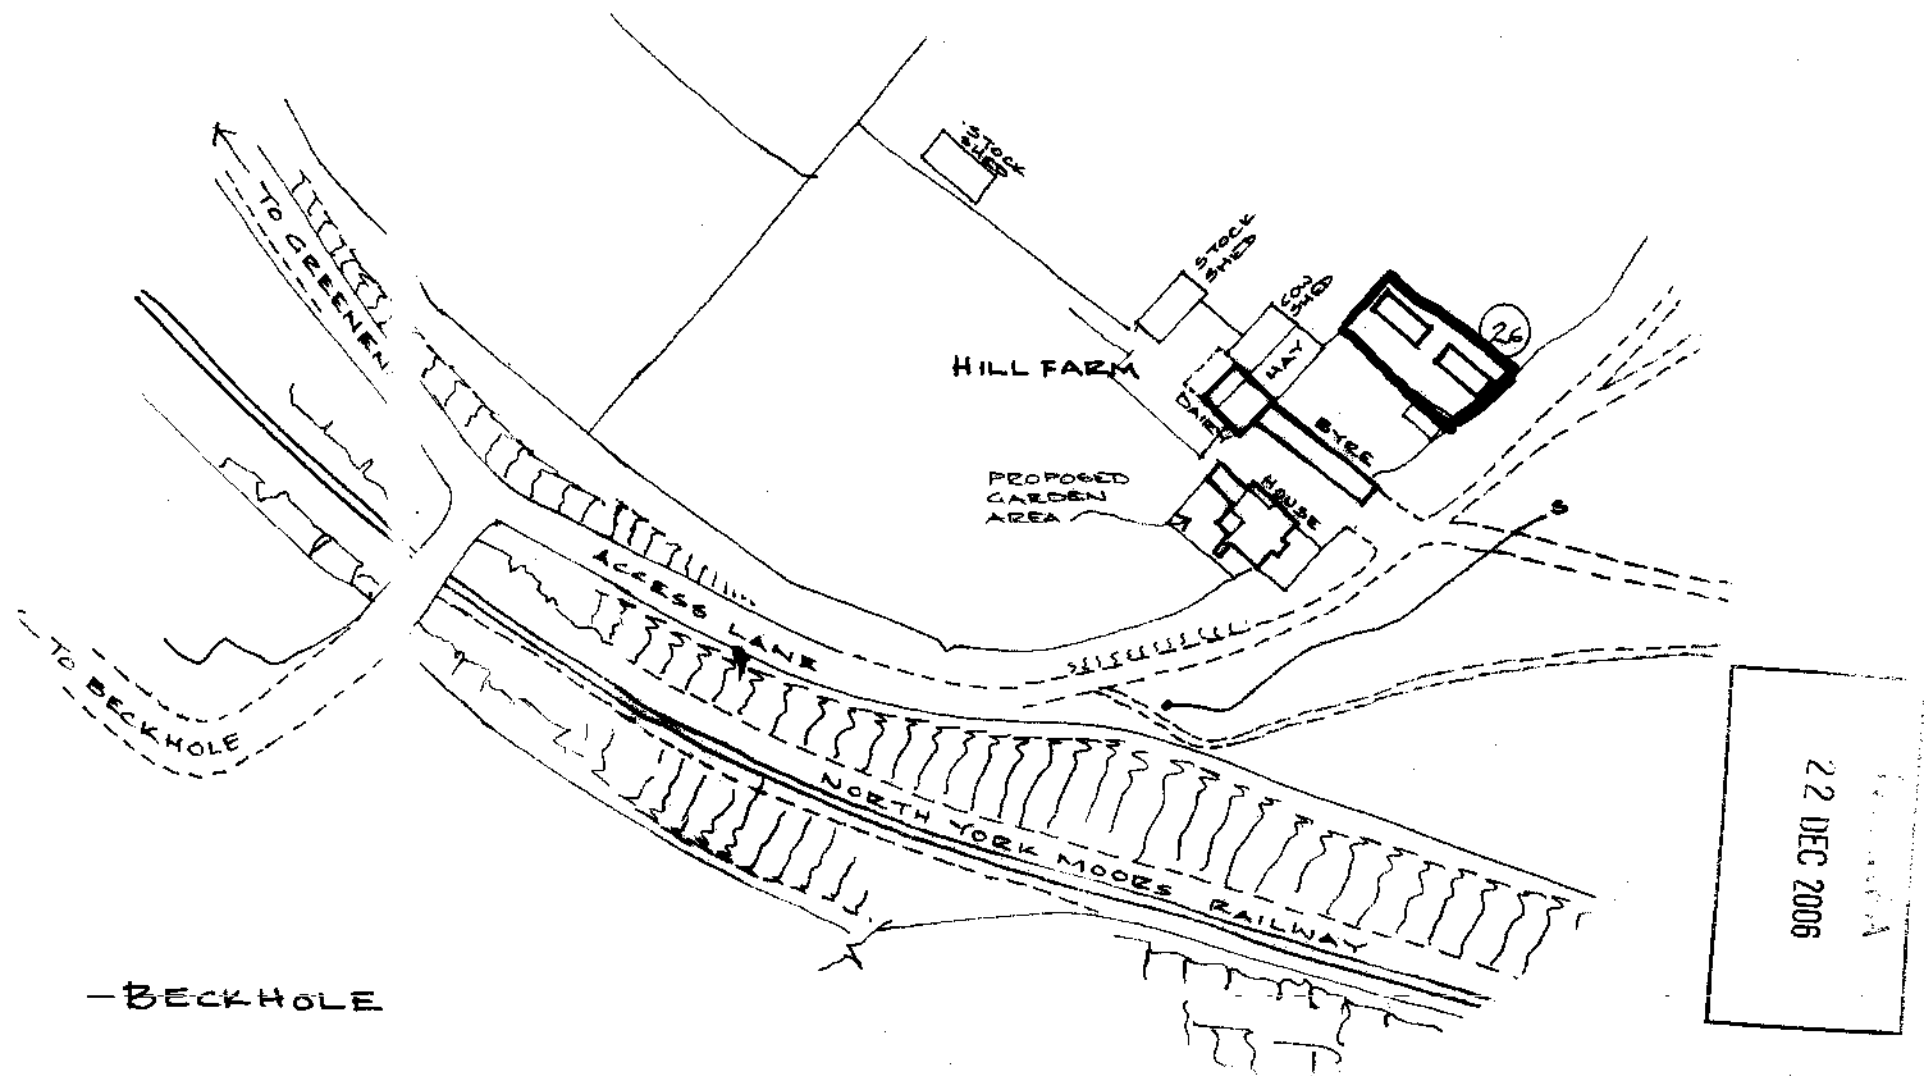 STOCK
SHED
STOCK
SHED
COW
SHED
26
TO GREENEN
HILL FARM
HAY
DAIRY
BYRE
PROPOSED
GARDEN
AREA
HOUSE
S
ACCESS LANE
TO BECKHOLE
NORTH YORK MOORS RAILWAY
22 DEC 2006
BECKHOLE